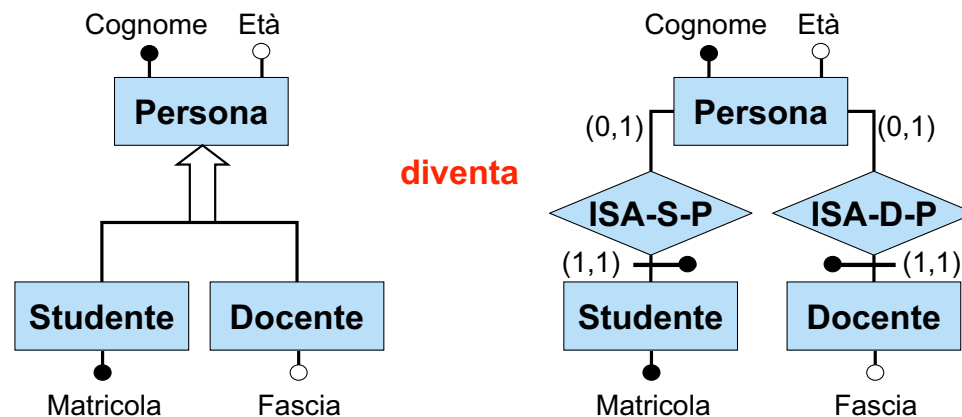 Cognome Età
Persona
Studente Docente
Matricola Fascia
diventa
Cognome Età
Persona
(0,1) (0,1)
ISA-S-P ISA-D-P
(1,1) (1,1)
Studente Docente
Matricola Fascia